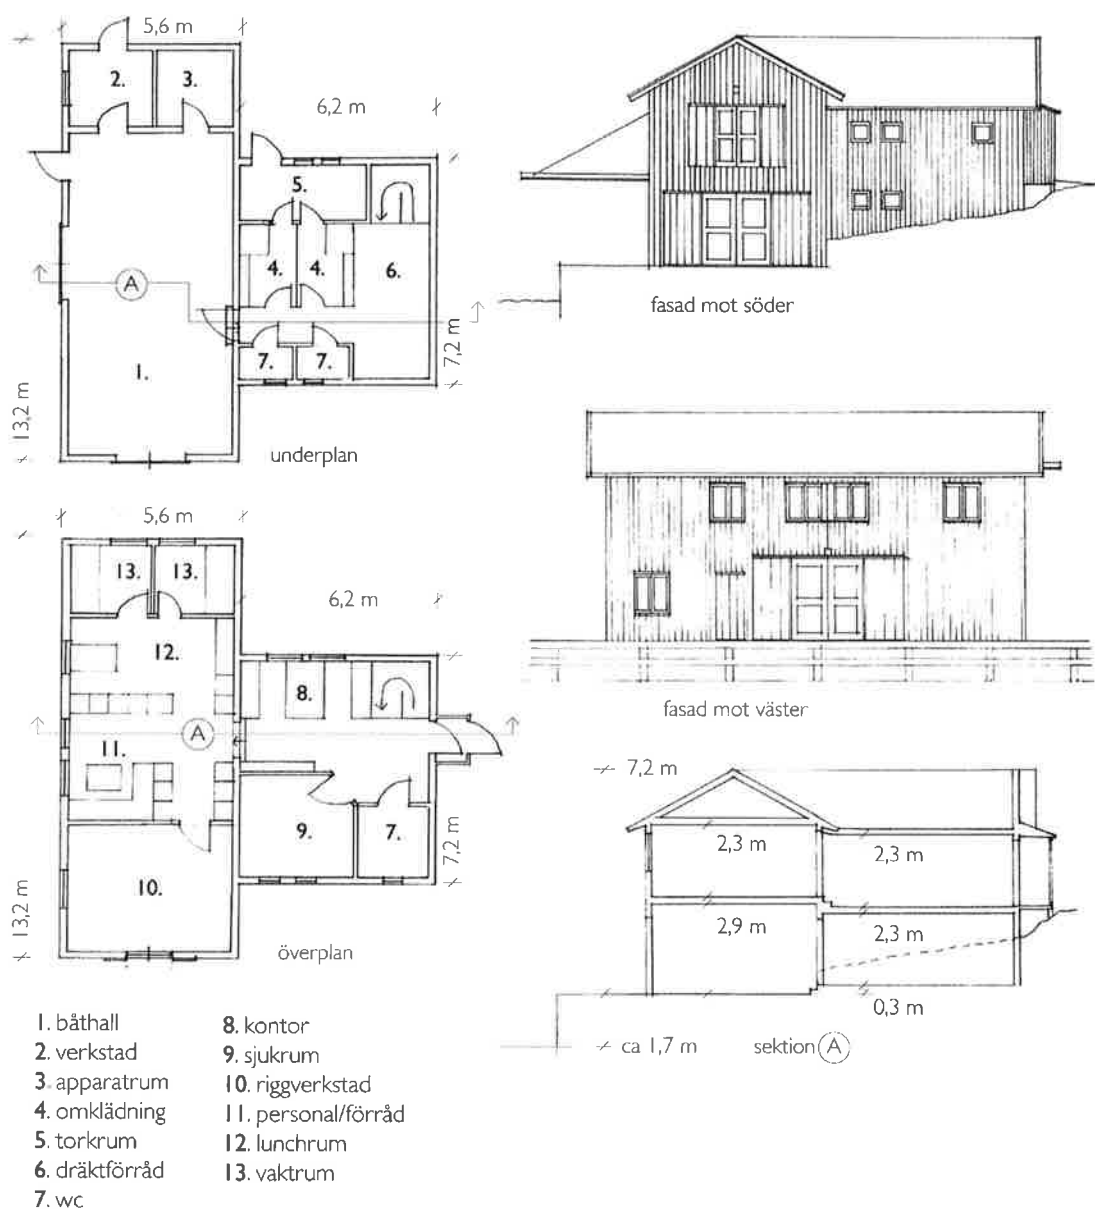 5,6 m
2.
3.
6,2 m
5.
4.
4.
6.
A
7.
7.
7,2 m
1.
13,2 m
underplan
fasad mot söder
5,6 m
13.
13.
6,2 m
12.
8.
A
11.
9.
7.
7,2 m
10.
13,2 m
överplan
fasad mot väster
7,2 m
2,3 m
2,3 m
2,9 m
2,3 m
0,3 m
ca 1,7 m
sektion A
1. båthall
2. verkstad
3. apparatrum
4. omklädning
5. torkrum
6. dräktförråd
7. wc
8. kontor
9. sjukrum
10. riggverkstad
11. personal/förråd
12. lunchrum
13. vaktrum